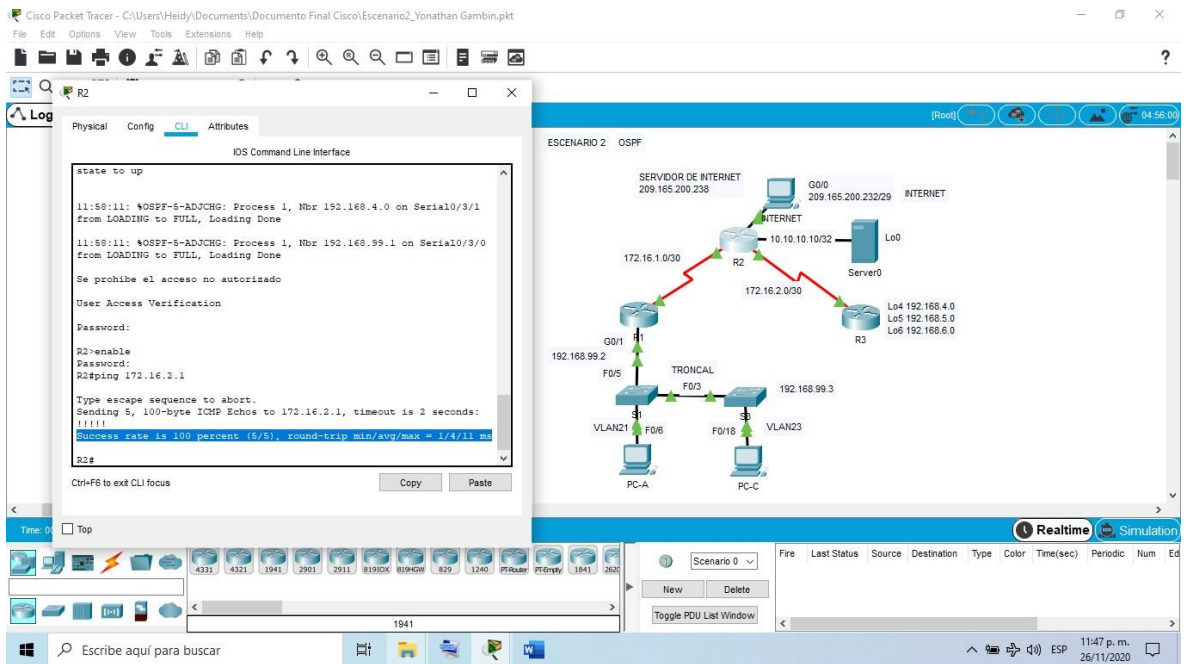 Cisco Packet Tracer - C:\Users\Heidy\Documents\Documento Final Cisco\Escenario2_Yonathan Gambin.pkt
File Edit Options View Tools Extensions Help
?
R2
Log
[Root]
04:56:00
Physical Config CLI Attributes
IOS Command Line Interface
state to up
11:58:11: %OSPF-5-ADJCHG: Process 1, Nbr 192.168.4.0 on Serial0/3/1
from LOADING to FULL, Loading Done
11:58:11: %OSPF-5-ADJCHG: Process 1, Nbr 192.168.99.1 on Serial0/3/0
from LOADING to FULL, Loading Done
Se prohibe el acceso no autorizado
User Access Verification
Password:
R2>enable
Password:
R2#ping 172.16.2.1
Type escape sequence to abort.
Sending 5, 100-byte ICMP Echos to 172.16.2.1, timeout is 2 seconds:
!!!!!
Success rate is 100 percent (5/5), round-trip min/avg/max = 1/4/11 ms
R2#
Ctrl+F6 to exit CLI focus
Copy
Paste
Top
ESCENARIO 2 OSPF
SERVIDOR DE INTERNET
209.165.200.238
G0/0
209.165.200.232/29
INTERNET
INTERNET
10.10.10.10/32
Lo0
R2
Server0
172.16.1.0/30
172.16.2.0/30
Lo4 192.168.4.0
Lo5 192.168.5.0
Lo6 192.168.6.0
R3
R1
G0/1
192.168.99.2
F0/5
TRONCAL
F0/3
192.168.99.3
S1
S3
VLAN21
F0/6
F0/18
VLAN23
PC-A
PC-C
Time: 00
Realtime
Simulation
4331 4321 1941 2901 2911 819IOX 819HGW 829 1240 PT-Router PT-Empty 1841 2620
1941
Scenario 0
New
Delete
Toggle PDU List Window
Fire Last Status Source Destination Type Color Time(sec) Periodic Num Ed
Escribe aquí para buscar
ESP
11:47 p. m.
26/11/2020